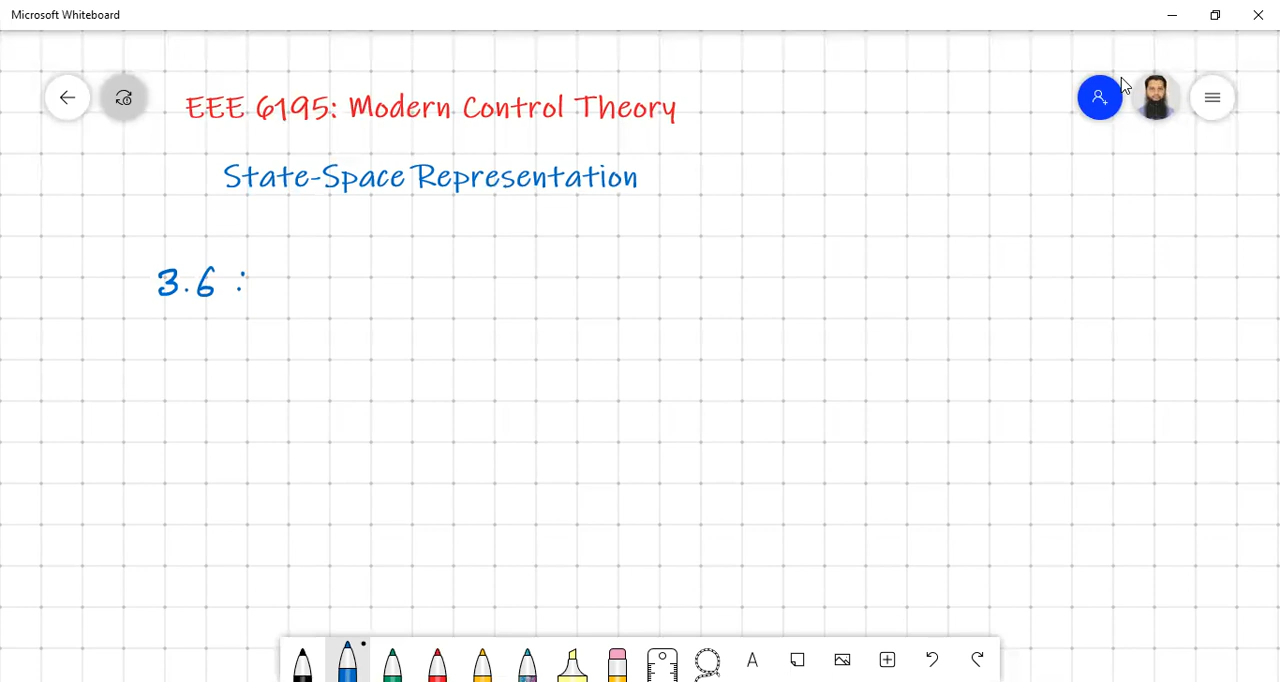 Microsoft Whiteboard
EEE 6195: Modern Control Theory
State-Space Representation
3.6 :
A